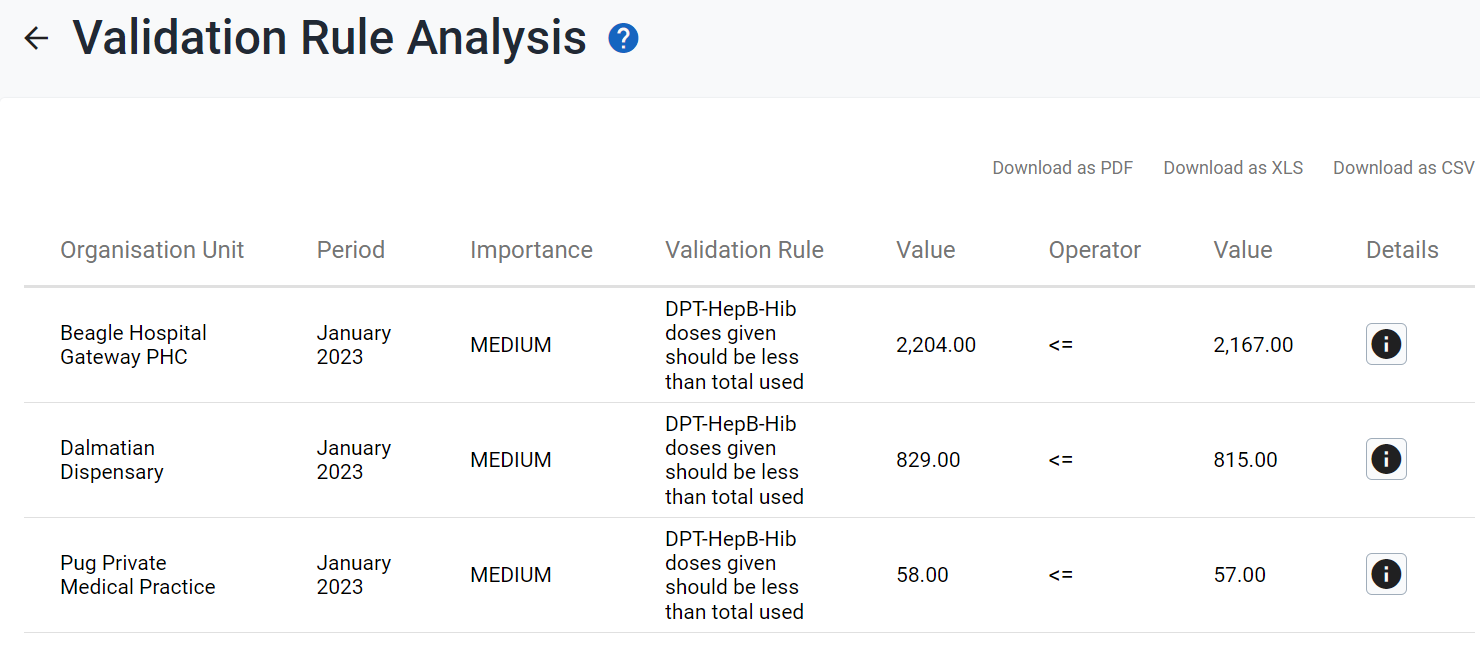 Validation Rule Analysis ?
Download as PDF Download as XLS Download as CSV
Organisation Unit Period Importance Validation Rule Value Operator Value Details
Beagle Hospital
Gateway PHC
January
2023
MEDIUM
DPT-HepB-Hib
doses given
should be less
than total used
2,204.00
<=
2,167.00
Dalmatian
Dispensary
January
2023
MEDIUM
DPT-HepB-Hib
doses given
should be less
than total used
829.00
<=
815.00
Pug Private
Medical Practice
January
2023
MEDIUM
DPT-HepB-Hib
doses given
should be less
than total used
58.00
<=
57.00